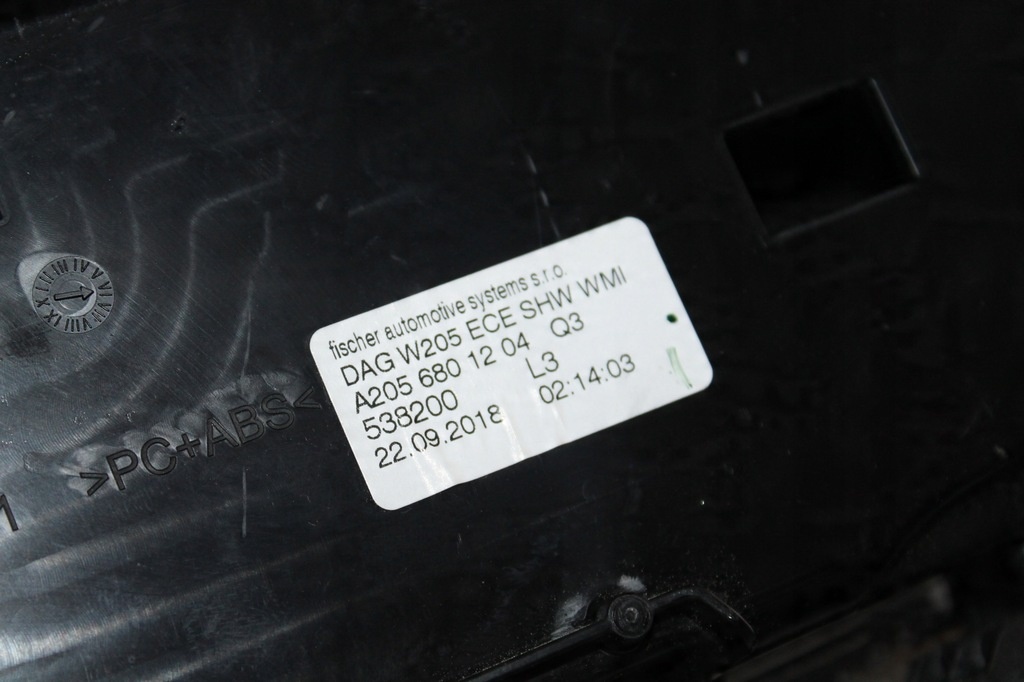 fischer automotive systems s.r.o.
DAG W205 ECE SHW WMI
A205 680 12 04 Q3
538200 L3
22.09.2018 02:14:03
>PC+ABS<